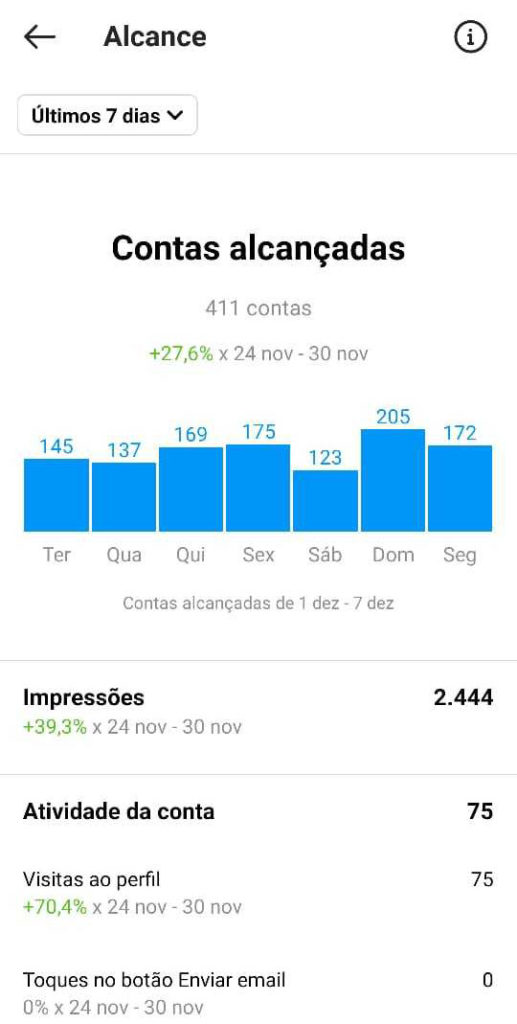 Alcance
Últimos 7 dias
Contas alcançadas
411 contas
+27,6% x 24 nov - 30 nov
145 137 169 175 123 205 172
Ter Qua Qui Sex Sáb Dom Seg
Contas alcançadas de 1 dez - 7 dez
Impressões 2.444
+39,3% x 24 nov - 30 nov
Atividade da conta 75
Visitas ao perfil 75
+70,4% x 24 nov - 30 nov
Toques no botão Enviar email 0
0% x 24 nov - 30 nov